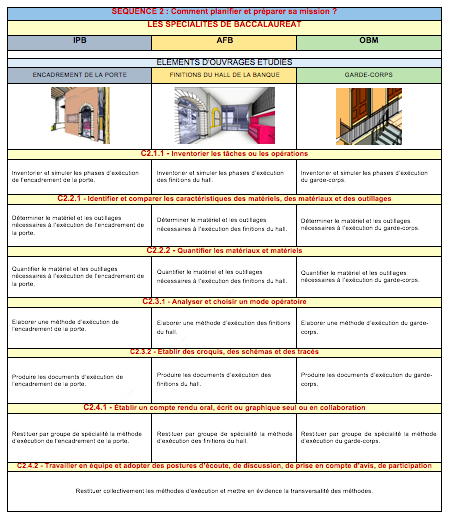 SEQUENCE 2 : Comment planifier et préparer sa mission ?
LES SPECIALITES DE BACCALAUREAT
IPB AFB OBM
ELEMENTS D'OUVRAGES ETUDIES
ENCADREMENT DE LA PORTE FINITIONS DU HALL DE LA BANQUE GARDE-CORPS
C2.1.1 - Inventorier les tâches ou les opérations
Inventorier et simuler les phases d'exécution Inventorier et simuler les phases d'exécution Inventorier et simuler les phases d'exécution
de l'encadrement de la porte. des finitions du hall. du garde-corps.
C2.2.1 - Identifier et comparer les caractéristiques des matériels, des matériaux et des outillages
Déterminer le matériel et les outillages Déterminer le matériel et les outillages Déterminer le matériel et les outillages
nécessaires à l'exécution de l'encadrement de nécessaires à l'exécution des finitions du hall. nécessaires à l'exécution du garde-corps.
la porte.
C2.2.2 - Quantifier les matériaux et matériels
Quantifier le matériel et les outillages Quantifier le matériel et les outillages Quantifier le matériel et les outillages
nécessaires à l'exécution de l'encadrement de nécessaires à l'exécution des finitions du hall. nécessaires à l'exécution du garde-corps.
la porte.
C2.3.1 - Analyser et choisir un mode opératoire
Elaborer une méthode d'exécution de Elaborer une méthode d'exécution des finitions Elaborer une méthode d'exécution du garde-
l'encadrement de la porte. du hall. corps.
C2.3.2 - Etablir des croquis, des schémas et des tracés
Produire les documents d'exécution de Produire les documents d'exécution des Produire les documents d'exécution du garde-
l'encadrement de la porte. finitions du hall. corps.
C2.4.1 - Établir un compte rendu oral, écrit ou graphique seul ou en collaboration
Restituer par groupe de spécialité la méthode Restituer par groupe de spécialité la méthode Restituer par groupe de spécialité la méthode
d'exécution de l'encadrement de la porte. d'exécution des finitions du hall. d'exécution du garde-corps.
C2.4.2 - Travailler en équipe et adopter des postures d'écoute, de discussion, de prise en compte d'avis, de participation
Restituer collectivement les méthodes d'exécution et mettre en évidence la transversalité des méthodes.